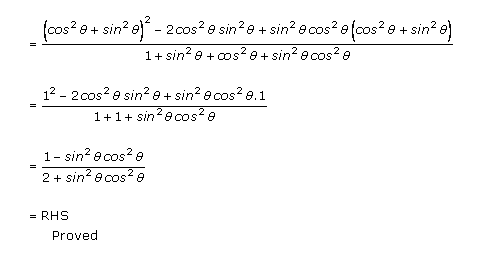 = ((cos² θ + sin² θ)² − 2cos² θ sin² θ + sin² θ cos² θ (cos² θ + sin² θ)) / (1 + sin² θ + cos² θ + sin² θ cos² θ)
= (1² − 2cos² θ sin² θ + sin² θ cos² θ.1) / (1 + 1 + sin² θ cos² θ)
= (1 − sin² θ cos² θ) / (2 + sin² θ cos² θ)
= RHS
Proved